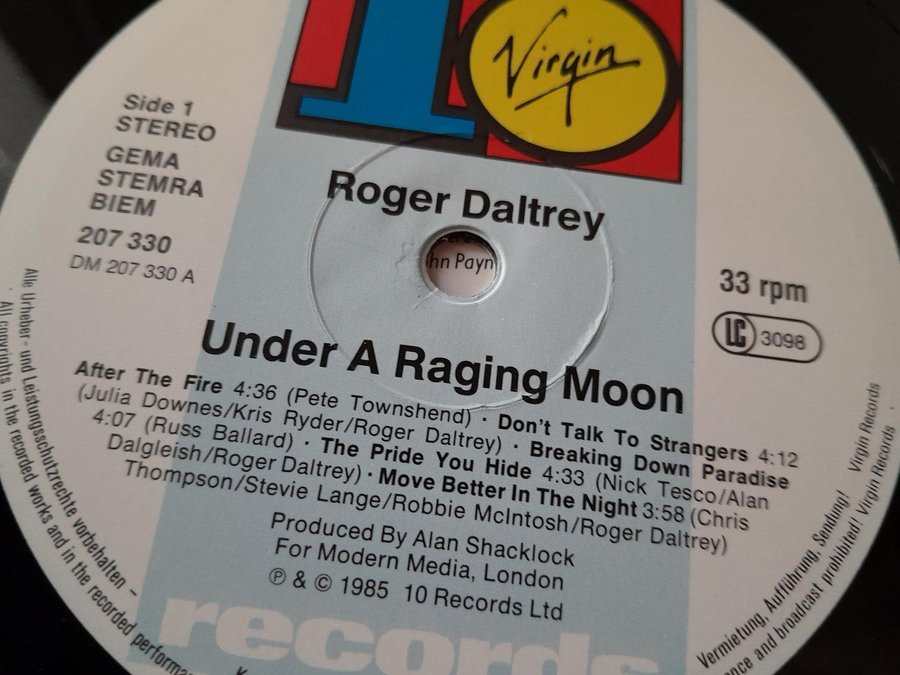 10
Virgin
Side 1
STEREO
GEMA
STEMRA
BIEM
207 330
DM 207 330 A
Roger Daltrey
hn Payn
33 rpm
LC 3098
Under A Raging Moon
After The Fire 4:36 (Pete Townshend) · Don't Talk To Strangers 4:12
(Julia Downes/Kris Ryder/Roger Daltrey) · Breaking Down Paradise
4:07 (Russ Ballard) · The Pride You Hide 4:33 (Nick Tesco/Alan
Dalgleish/Roger Daltrey) · Move Better In The Night 3:58 (Chris
Thompson/Stevie Lange/Robbie McIntosh/Roger Daltrey)
Produced By Alan Shacklock
For Modern Media, London
℗ & © 1985 10 Records Ltd
records
Alle Urheber- und Leistungsschutzrechte vorbehalten –
All copyrights in the recorded works and in the recorded performa
Vermietung, Aufführung, Sendung! Virgin Records
nce and broadcast prohibited! Virgin Records